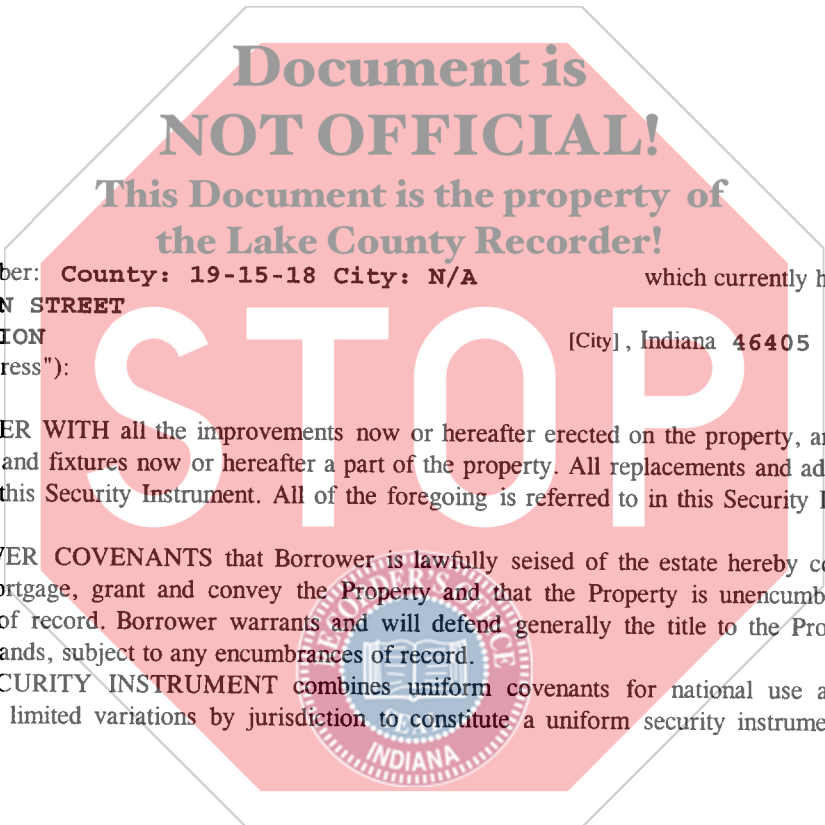 Document is
NOT OFFICIAL!
This Document is the property of
the Lake County Recorder!
ber: County: 19-15-18 City: N/A which currently h
N STREET
ION [City] , Indiana 46405
ress"):
STOP
ER WITH all the improvements now or hereafter erected on the property, a
and fixtures now or hereafter a part of the property. All replacements and ad
this Security Instrument. All of the foregoing is referred to in this Security I
ER COVENANTS that Borrower is lawfully seised of the estate hereby c
ortgage, grant and convey the Property and that the Property is unencumb
of record. Borrower warrants and will defend generally the title to the Pro
ands, subject to any encumbrances of record.
CURITY INSTRUMENT combines uniform covenants for national use a
limited variations by jurisdiction to constitute a uniform security instrume
RECORDER'S OFFICE
SEAL
INDIANA